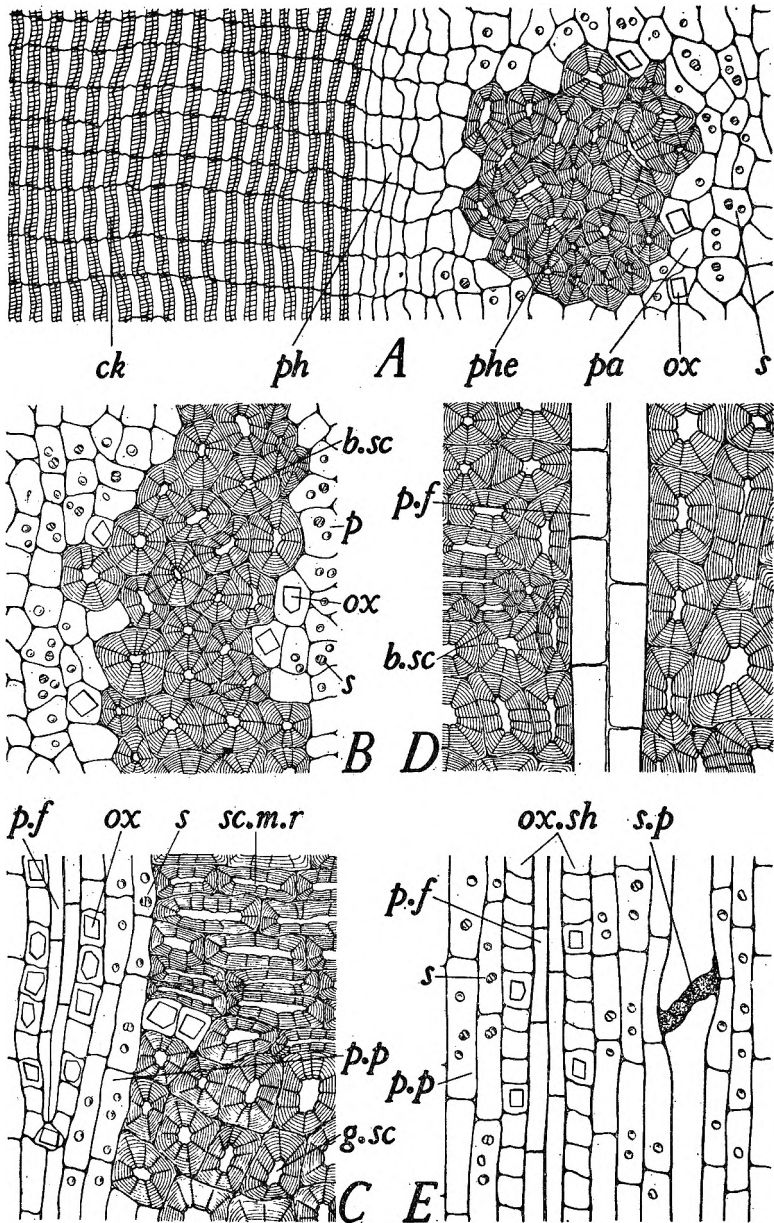 ck ph A phe pa ox s
b.sc
p
ox
s
B
p.f
b.sc
D
p.f ox s sc.m.r
p.p
g.sc
C
ox.sh s.p
p.f
s
p.p
E